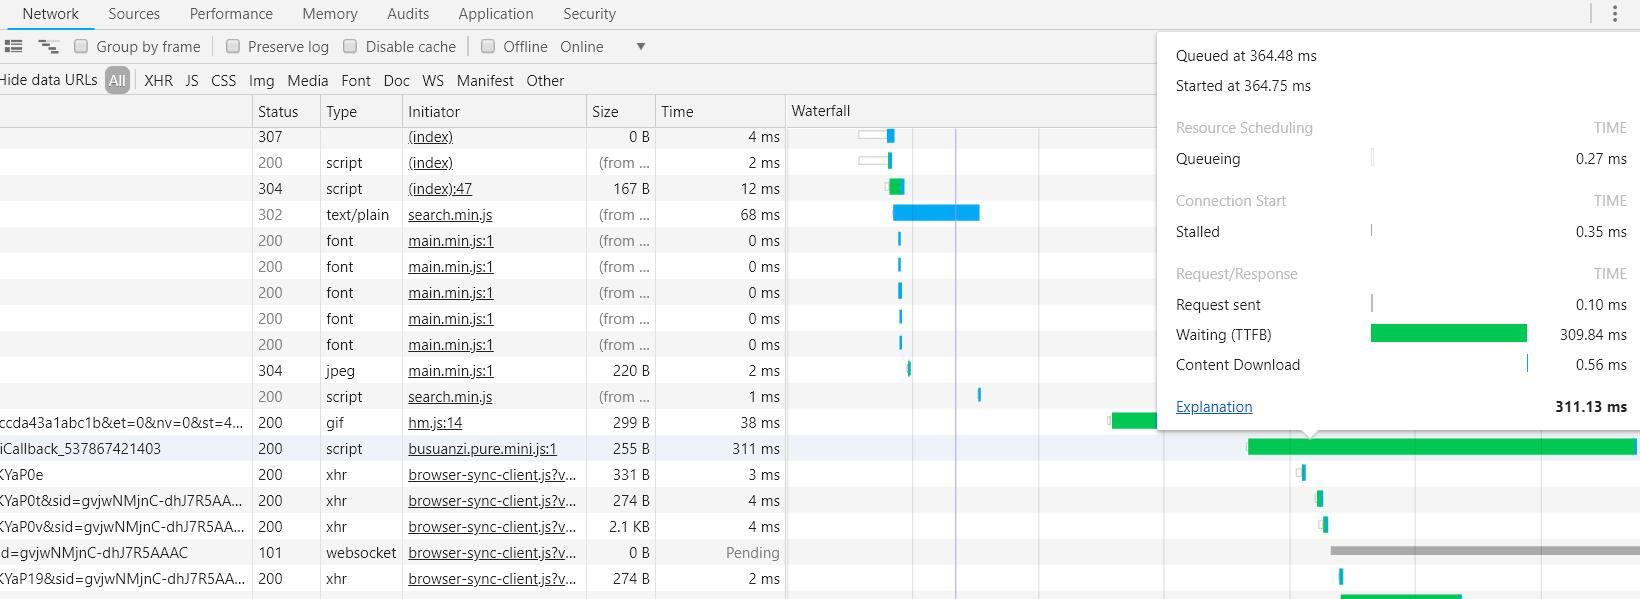 Network Sources Performance Memory Audits Application Security
Group by frame Preserve log Disable cache Offline Online
Hide data URLs All XHR JS CSS Img Media Font Doc WS Manifest Other
Status Type Initiator Size Time Waterfall
307 (index) 0 B 4 ms
200 script (index) (from ... 2 ms
304 script (index):47 167 B 12 ms
302 text/plain search.min.js (from ... 68 ms
200 font main.min.js:1 (from ... 0 ms
200 font main.min.js:1 (from ... 0 ms
200 font main.min.js:1 (from ... 0 ms
200 font main.min.js:1 (from ... 0 ms
200 font main.min.js:1 (from ... 0 ms
304 jpeg main.min.js:1 220 B 2 ms
200 script search.min.js (from ... 1 ms
ccda43a1abc1b&et=0&nv=0&st=4... 200 gif hm.js:14 299 B 38 ms
iCallback_537867421403 200 script busuanzi.pure.mini.js:1 255 B 311 ms
KYaP0e 200 xhr browser-sync-client.js?v... 331 B 3 ms
KYaP0t&sid=gvjwNMjnC-dhJ7R5AA... 200 xhr browser-sync-client.js?v... 274 B 4 ms
KYaP0v&sid=gvjwNMjnC-dhJ7R5AA... 200 xhr browser-sync-client.js?v... 2.1 KB 4 ms
d=gvjwNMjnC-dhJ7R5AAAC 101 websocket browser-sync-client.js?v... 0 B Pending
KYaP19&sid=gvjwNMjnC-dhJ7R5AA... 200 xhr browser-sync-client.js?v... 274 B 2 ms
Queued at 364.48 ms
Started at 364.75 ms
Resource Scheduling TIME
Queueing 0.27 ms
Connection Start TIME
Stalled 0.35 ms
Request/Response TIME
Request sent 0.10 ms
Waiting (TTFB) 309.84 ms
Content Download 0.56 ms
Explanation 311.13 ms